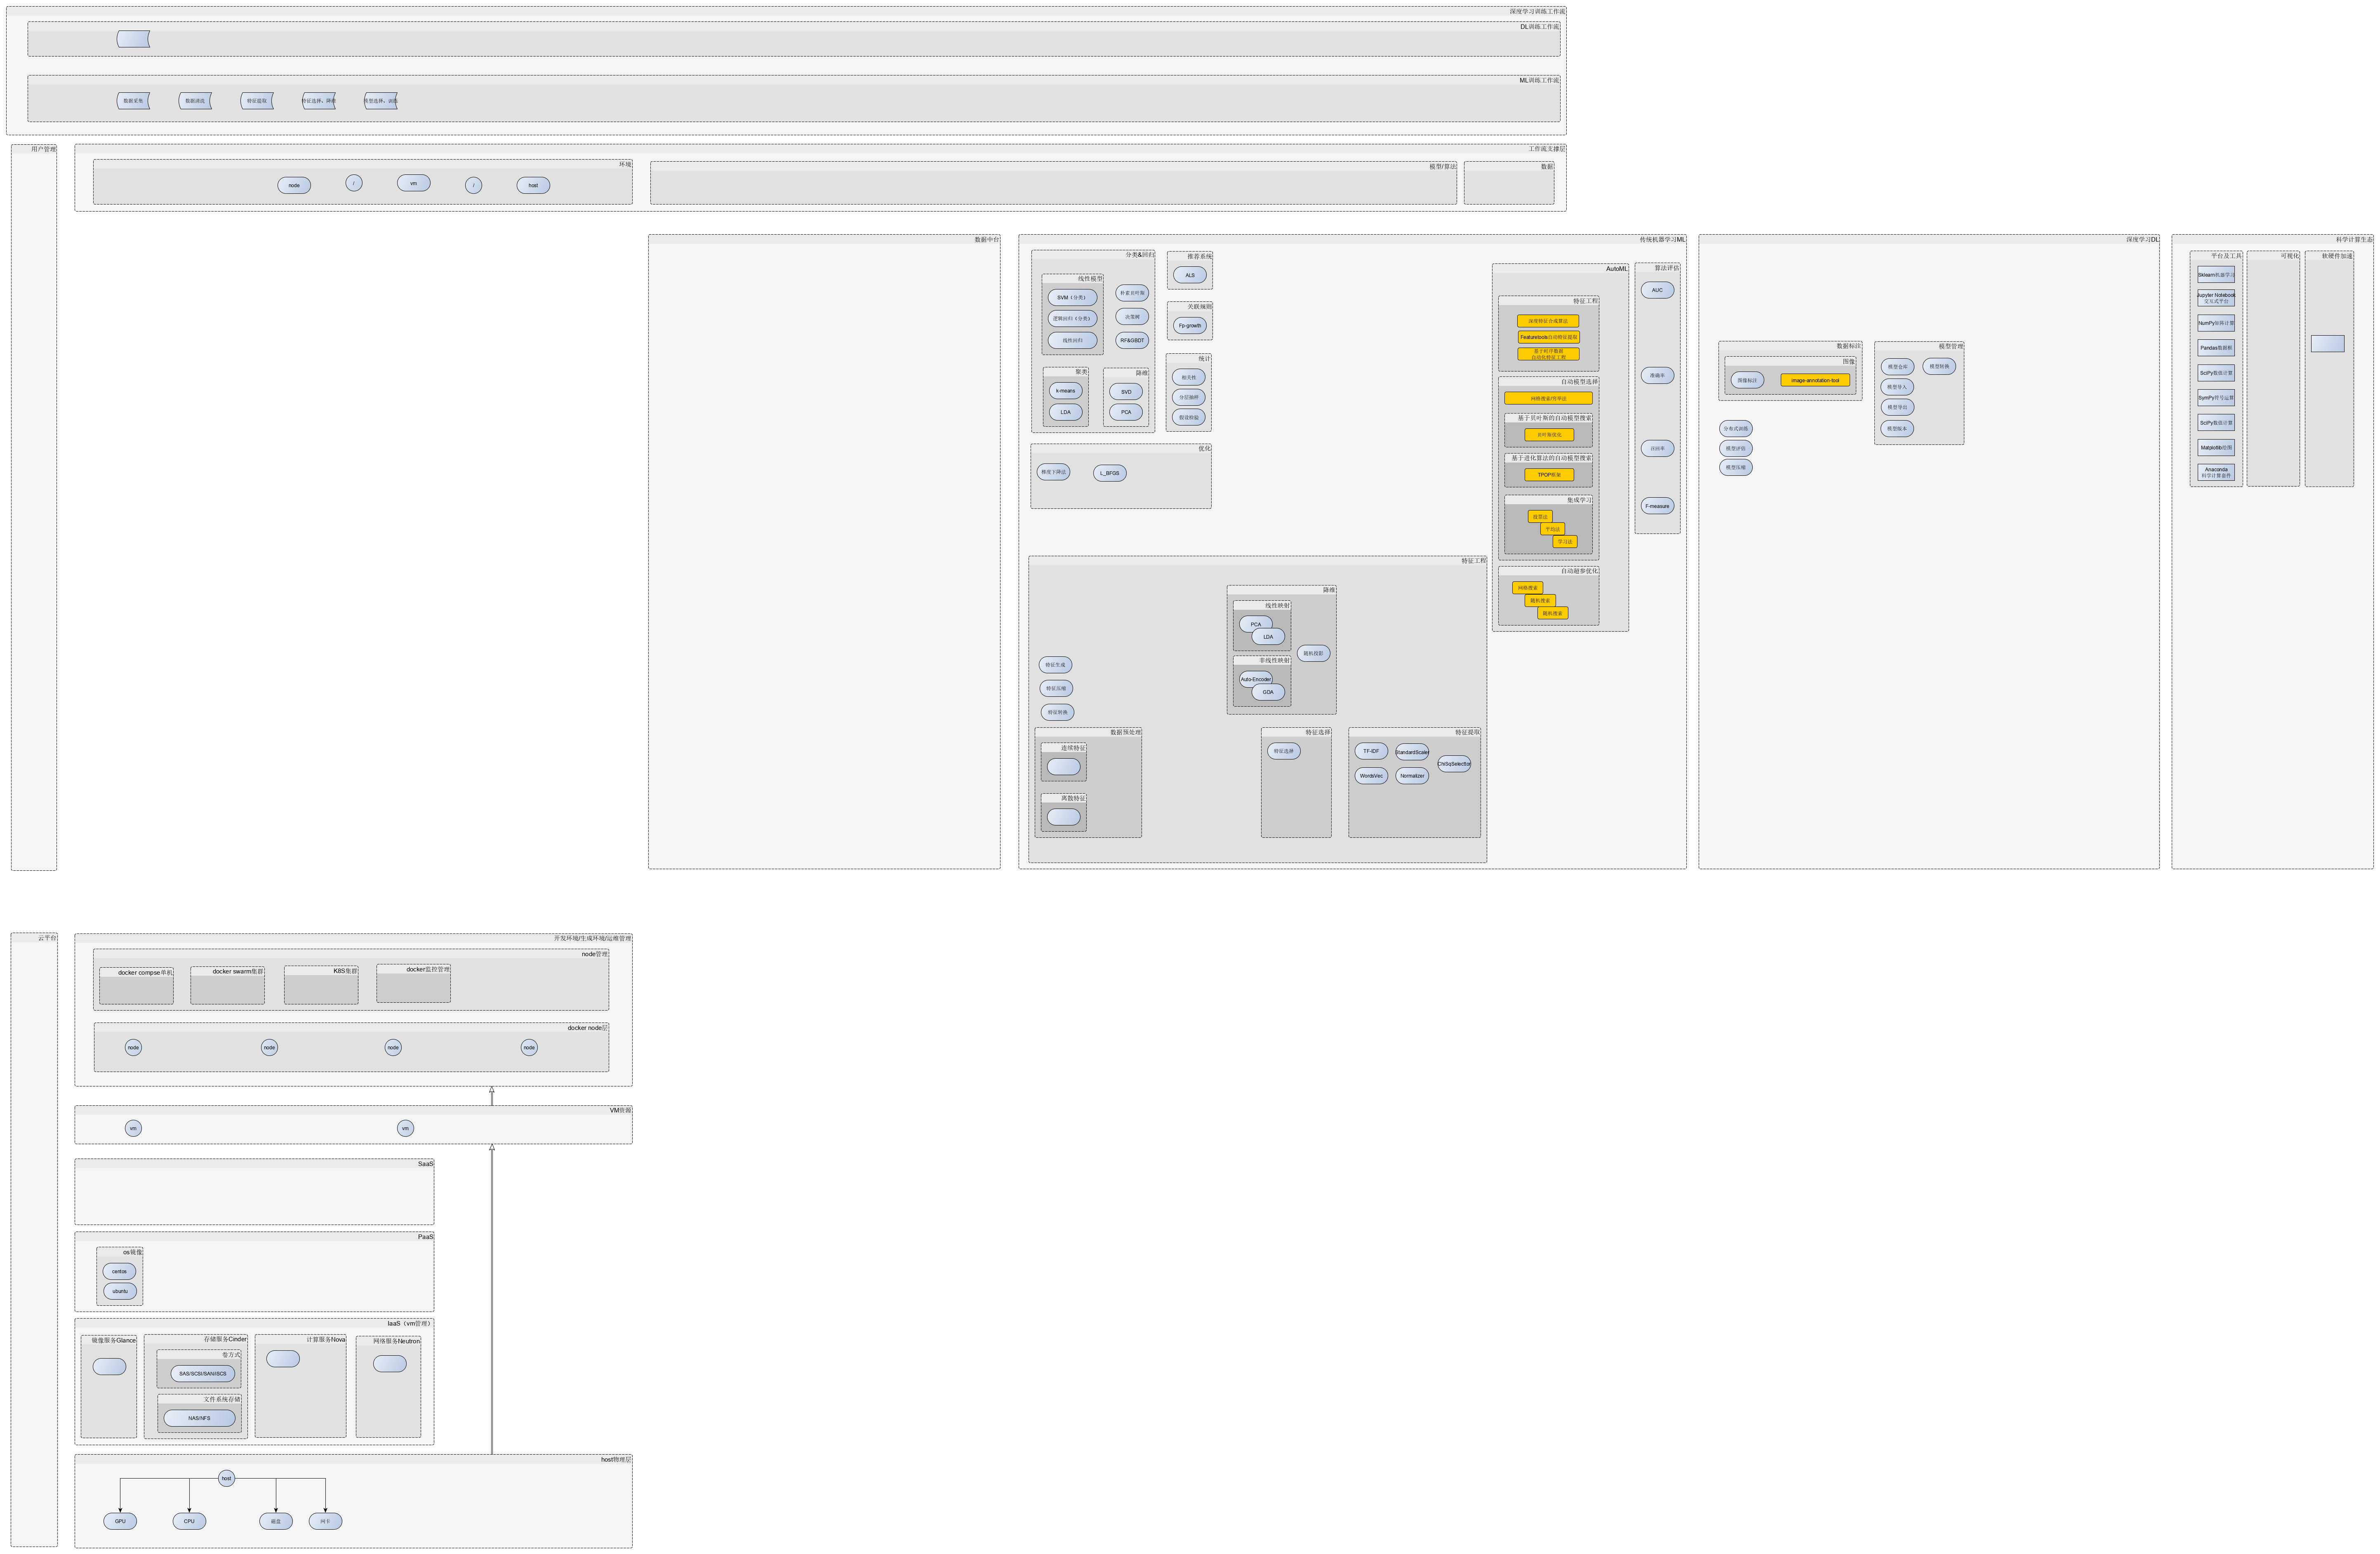 深度学习训练工作流
DL训练工作流
ML训练工作流
数据采集
数据清洗
特征提取
特征选择，降维
模型选择，训练
用户管理
工作流支撑层
环境
node
/
vm
/
host
模型/算法
数据
数据中台
传统机器学习ML
分类&回归
线性模型
SVM（分类）
逻辑回归（分类）
线性回归
朴素贝叶斯
决策树
RF&GBDT
聚类
k-means
LDA
降维
SVD
PCA
推荐系统
ALS
关联规则
Fp-growth
统计
相关性
分层抽样
假设检验
优化
梯度下降法
L_BFGS
AutoML
特征工程
深度特征合成算法
Featuretools自动特征提取
基于时序数据
自动化特征工程
自动模型选择
网络搜索/穷举法
基于贝叶斯的自动模型搜索
贝叶斯优化
基于进化算法的自动模型搜索
TPOP框架
集成学习
投票法
平均法
学习法
自动超参优化
网格搜索
随机搜索
随机搜索
算法评估
AUC
准确率
召回率
F-measure
特征工程
特征生成
特征压缩
特征转换
降维
线性映射
PCA
LDA
非线性映射
Auto-Encoder
GDA
随机投影
数据预处理
连续特征
离散特征
特征选择
特征选择
特征提取
TF-IDF
StandardScaler
ChiSqSelecttor
WordsVec
Normalizer
深度学习DL
数据标注
图像
图像标注
image-annotation-tool
分布式训练
模型评估
模型压缩
模型管理
模型仓库
模型转换
模型导入
模型导出
模型版本
科学计算生态
平台及工具
Sklearn机器学习
Jupyter Notebook
交互式平台
NumPy矩阵计算
Pandas数据框
SciPy数值计算
SymPy符号运算
SciPy数值计算
Matplotlib绘图
Anaconda
科学计算套件
可视化
软硬件加速
云平台
开发环境/生成环境/运维管理
node管理
docker compse单机
docker swarm集群
K8S集群
docker监控管理
docker node层
node
node
node
node
VM资源
vm
vm
SaaS
PaaS
os镜像
centos
ubuntu
IaaS（vm管理）
镜像服务Glance
存储服务Cinder
卷方式
SAS/SCSI/SAN/iSCS
文件系统存储
NAS/NFS
计算服务Nova
网络服务Neutron
host物理层
host
GPU
CPU
磁盘
网卡